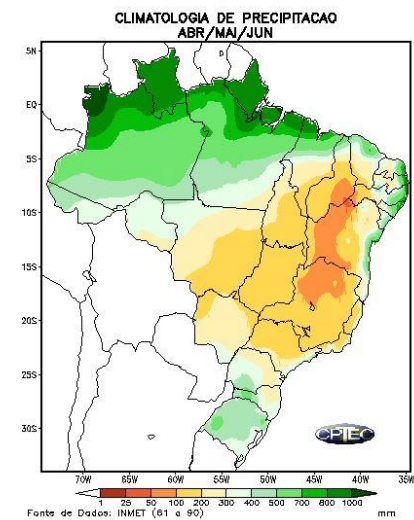 CLIMATOLOGIA DE PRECIPITACAO
ABR/MAI/JUN
5N
EQ
5S
10S
15S
20S
25S
30S
CPTEC
70W 65W 60W 55W 50W 45W 40W 35W
1 25 50 100 200 300 400 500 700 800 1000
Fonte de Dados: INMET (61 a 90) mm